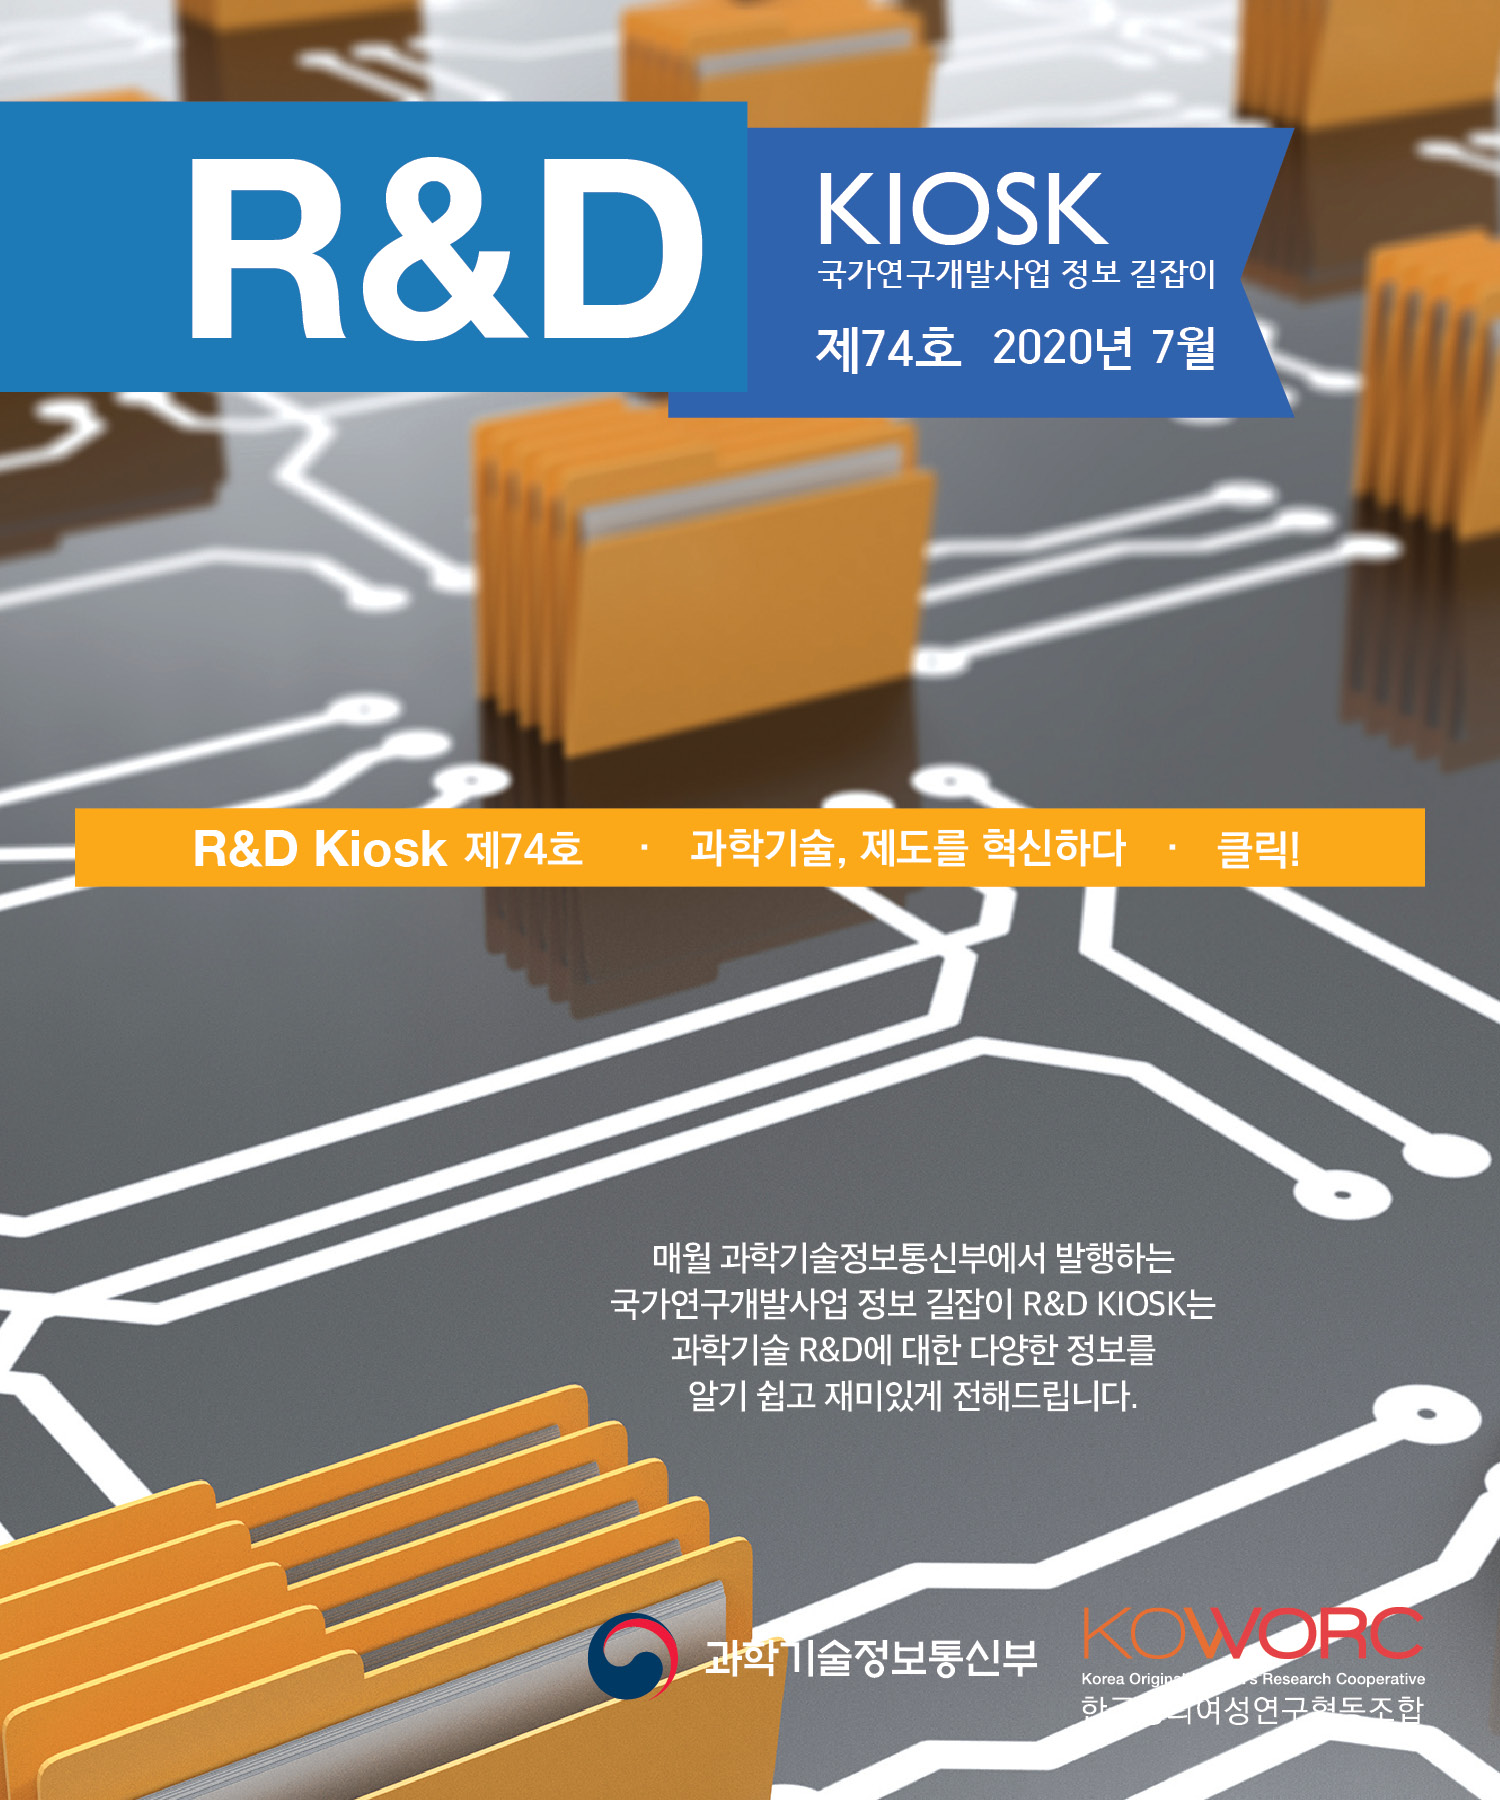 R&D
KIOSK
국가연구개발사업 정보 길잡이
제74호 2020년 7월
R&D Kiosk 제74호 · 과학기술, 제도를 혁신하다 · 클릭!
매월 과학기술정보통신부에서 발행하는
국가연구개발사업 정보 길잡이 R&D KIOSK는
과학기술 R&D에 대한 다양한 정보를
알기 쉽고 재미있게 전해드립니다.
과학기술정보통신부
KOWORC
Korea Research Cooperative